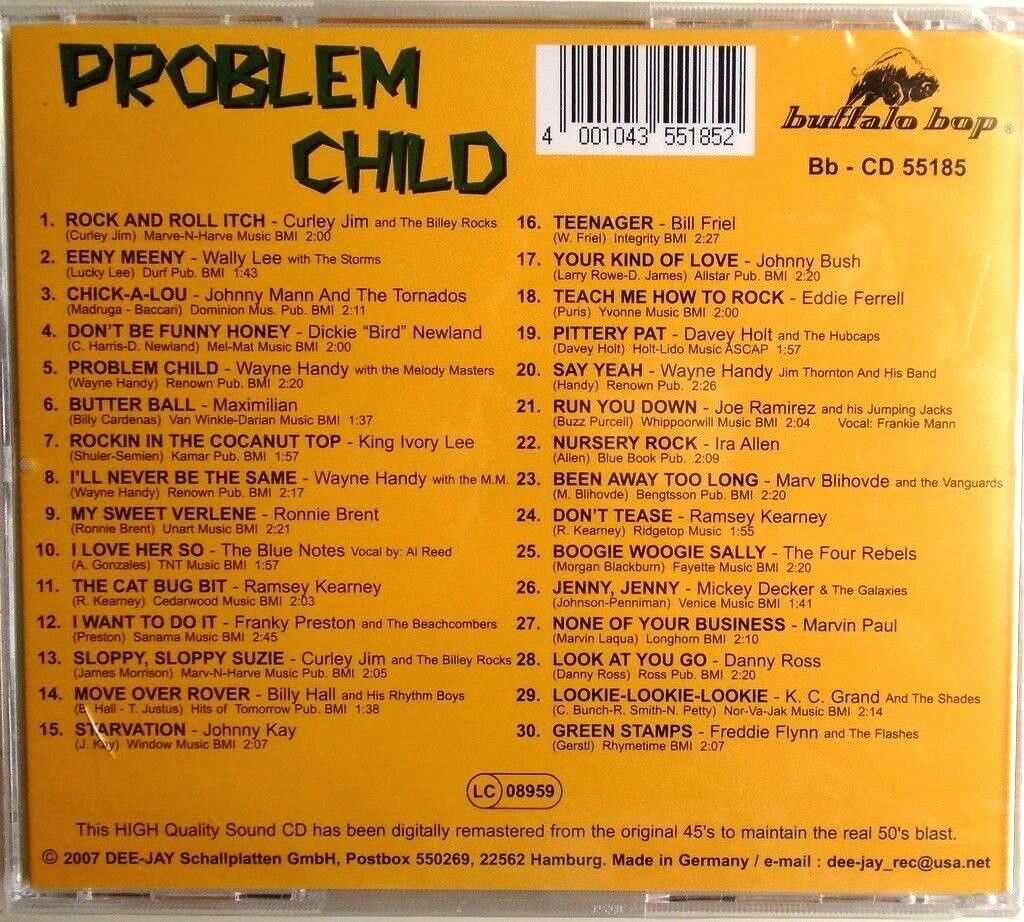 PROBLEM
CHILD
4 001043 551852
buffalo bop ®
Bb - CD 55185
1. ROCK AND ROLL ITCH - Curley Jim and The Billey Rocks
(Curley Jim) Marve-N-Harve Music BMI 2:00
2. EENY MEENY - Wally Lee with The Storms
(Lucky Lee) Durf Pub. BMI 1:43
3. CHICK-A-LOU - Johnny Mann And The Tornados
(Madruga - Baccari) Dominion Mus. Pub. BMI 2:11
4. DON'T BE FUNNY HONEY - Dickie "Bird" Newland
(C. Harris-D. Newland) Mel-Mat Music BMI 2:00
5. PROBLEM CHILD - Wayne Handy with the Melody Masters
(Wayne Handy) Renown Pub. BMI 2:20
6. BUTTER BALL - Maximilian
(Billy Cardenas) Van Winkle-Darian Music BMI 1:37
7. ROCKIN IN THE COCANUT TOP - King Ivory Lee
(Shuler-Semien) Kamar Pub. BMI 1:57
8. I'LL NEVER BE THE SAME - Wayne Handy with the M.M.
(Wayne Handy) Renown Pub. BMI 2:17
9. MY SWEET VERLENE - Ronnie Brent
(Ronnie Brent) Unart Music BMI 2:21
10. I LOVE HER SO - The Blue Notes Vocal by: Al Reed
(A. Gonzales) TNT Music BMI 1:57
11. THE CAT BUG BIT - Ramsey Kearney
(R. Kearney) Cedarwood Music BMI 2:03
12. I WANT TO DO IT - Franky Preston and The Beachcombers
(Preston) Sanama Music BMI 2:45
13. SLOPPY, SLOPPY SUZIE - Curley Jim and The Billey Rocks
(James Morrison) Marv-N-Harve Music Pub. BMI 2:05
14. MOVE OVER ROVER - Billy Hall and His Rhythm Boys
(B. Hall - T. Justus) Hits of Tomorrow Pub. BMI 1:38
15. STARVATION - Johnny Kay
(J. Kay) Window Music BMI 2:07
16. TEENAGER - Bill Friel
(W. Friel) Integrity BMI 2:27
17. YOUR KIND OF LOVE - Johnny Bush
(Larry Rowe-D. James) Allstar Pub. BMI 2:20
18. TEACH ME HOW TO ROCK - Eddie Ferrell
(Puris) Yvonne Music BMI 2:00
19. PITTERY PAT - Davey Holt and The Hubcaps
(Davey Holt) Holt-Lido Music ASCAP 1:57
20. SAY YEAH - Wayne Handy Jim Thornton And His Band
(Handy) Renown Pub. 2:26
21. RUN YOU DOWN - Joe Ramirez and his Jumping Jacks
(Buzz Purcell) Whippoorwill Music BMI 2:04 Vocal: Frankie Mann
22. NURSERY ROCK - Ira Allen
(Allen) Blue Book Pub. 2:09
23. BEEN AWAY TOO LONG - Marv Blihovde and the Vanguards
(M. Blihovde) Bengtsson Pub. BMI 2:20
24. DON'T TEASE - Ramsey Kearney
(R. Kearney) Ridgetop Music 1:55
25. BOOGIE WOOGIE SALLY - The Four Rebels
(Morgan Blackburn) Fayette Music BMI 2:20
26. JENNY, JENNY - Mickey Decker & The Galaxies
(Johnson-Penniman) Venice Music BMI 1:41
27. NONE OF YOUR BUSINESS - Marvin Paul
(Marvin Laqua) Longhorn BMI 2:10
28. LOOK AT YOU GO - Danny Ross
(Danny Ross) Ross Pub. BMI 2:20
29. LOOKIE-LOOKIE-LOOKIE - K. C. Grand And The Shades
(C. Bunch-R. Smith-N. Petty) Nor-Va-Jak Music BMI 2:14
30. GREEN STAMPS - Freddie Flynn and The Flashes
(Gerstl) Rhymetime BMI 2:07
LC 08959
This HIGH Quality Sound CD has been digitally remastered from the original 45's to maintain the real 50's blast.
© 2007 DEE-JAY Schallplatten GmbH, Postbox 550269, 22562 Hamburg. Made in Germany / e-mail : dee-jay_rec@usa.net